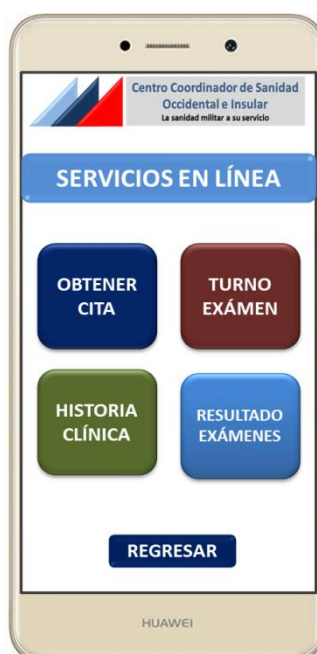 Centro Coordinador de Sanidad
Occidental e Insular
La sanidad militar a su servicio
SERVICIOS EN LÍNEA
OBTENER
CITA
TURNO
EXÁMEN
HISTORIA
CLÍNICA
RESULTADO
EXÁMENES
REGRESAR
HUAWEI